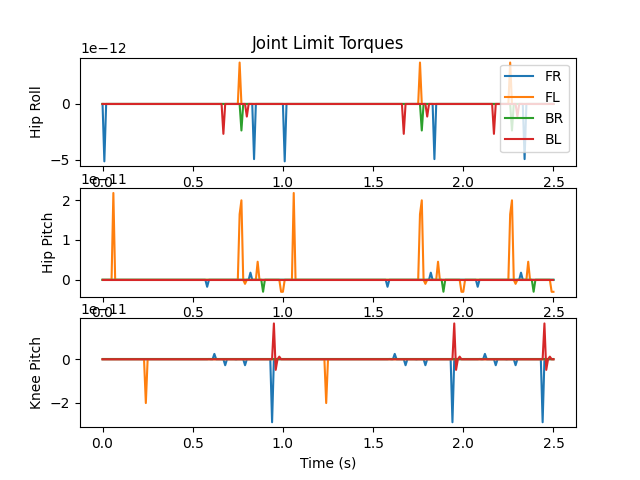 Joint Limit Torques
1e−12
Hip Roll
0
−5
FR
FL
BR
BL
0.0 0.5 1.0 1.5 2.0 2.5
1e−11
Hip Pitch
2
1
0
0.0 0.5 1.0 1.5 2.0 2.5
1e−11
Knee Pitch
0
−2
0.0 0.5 1.0 1.5 2.0 2.5
Time (s)